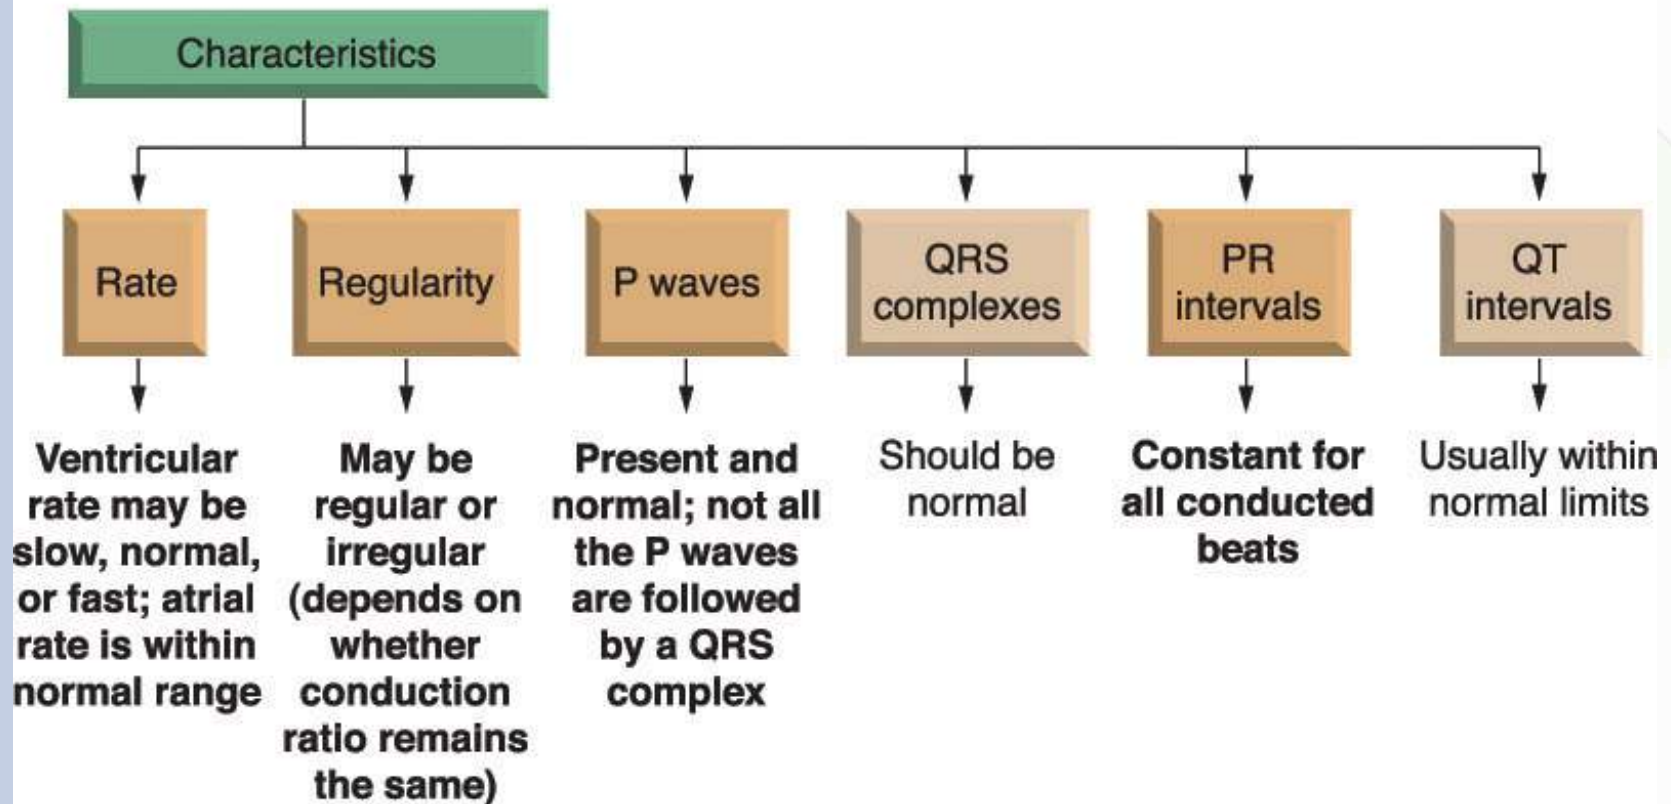 Characteristics
Rate
Regularity
P waves
QRS
complexes
PR
intervals
QT
intervals
Ventricular
rate may be
slow, normal,
or fast; atrial
rate is within
normal range
May be
regular or
irregular
(depends on
whether
conduction
ratio remains
the same)
Present and
normal; not all
the P waves
are followed
by a QRS
complex
Should be
normal
Constant for
all conducted
beats
Usually within
normal limits